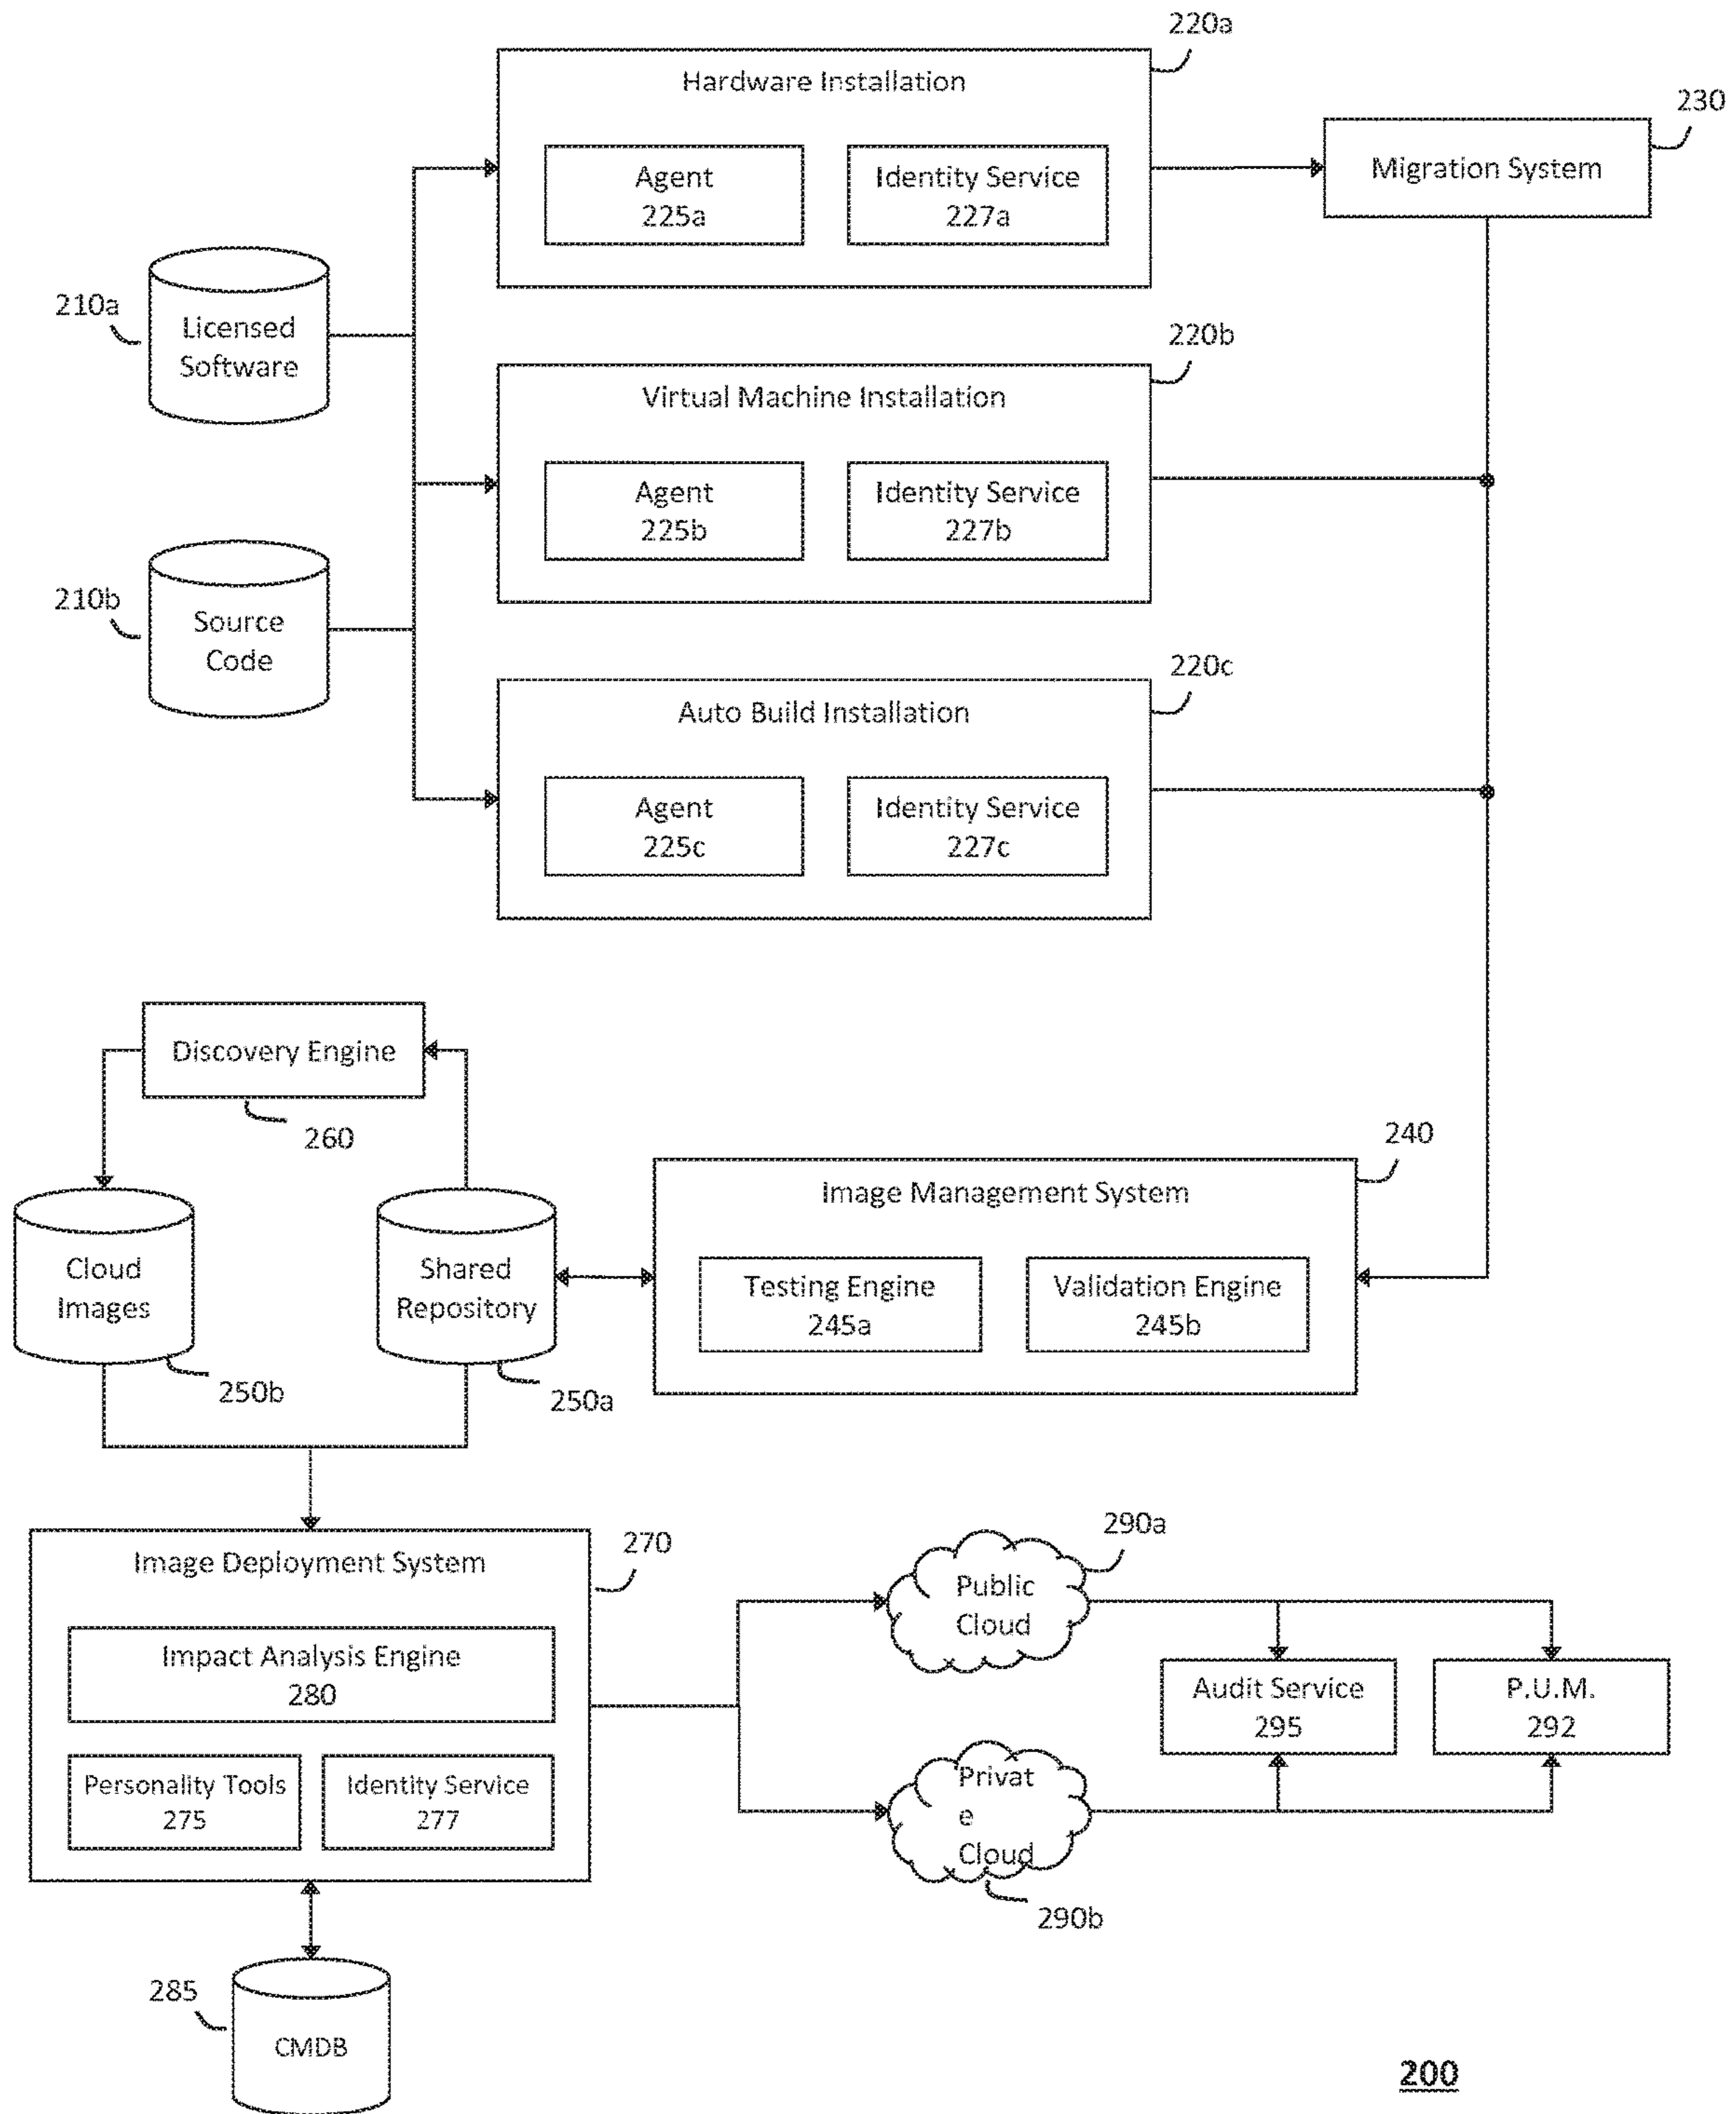 220a
Hardware Installation
230
Agent
225a
Identity Service
227a
Migration System
210a
Licensed
Software
220b
Virtual Machine Installation
Agent
225b
Identity Service
227b
210b
Source
Code
220c
Auto Build Installation
Agent
225c
Identity Service
227c
Discovery Engine
260
240
Image Management System
Cloud
Images
Shared
Repository
Testing Engine
245a
Validation Engine
245b
250b
250a
270
Image Deployment System
290a
Public
Cloud
Impact Analysis Engine
280
Audit Service
295
P.U.M.
292
Personality Tools
275
Identity Service
277
Privat
e
Cloud
290b
285
CMDB
200